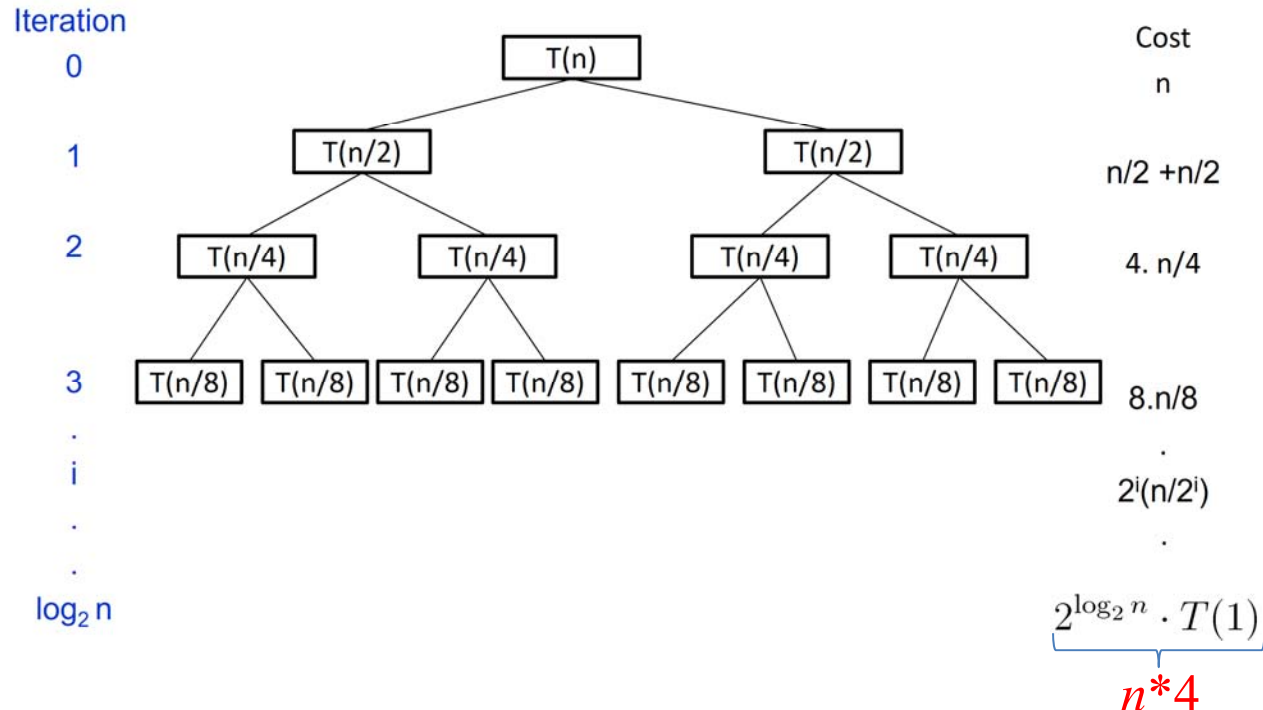 Iteration
Cost
0
T(n)
n
1
T(n/2) T(n/2)
n/2 +n/2
2
T(n/4) T(n/4) T(n/4) T(n/4)
4. n/4
3
T(n/8) T(n/8) T(n/8) T(n/8) T(n/8) T(n/8) T(n/8) T(n/8)
8.n/8
.
.
i
2ⁱ(n/2ⁱ)
.
.
.
log₂ n
2^{log₂ n} · T(1)
n*4